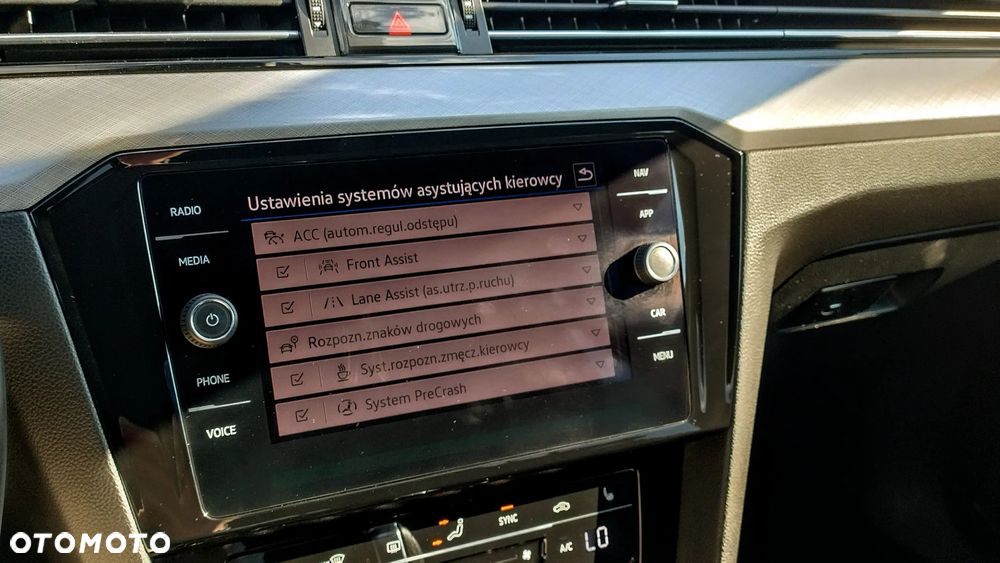 Ustawienia systemów asystujących kierowcy
ACC (autom.regul.odstępu)
Front Assist
Lane Assist (as.utrz.p.ruchu)
Rozpozn.znaków drogowych
Syst.rozpozn.zmęcz.kierowcy
System PreCrash
RADIO
MEDIA
PHONE
VOICE
NAV
APP
CAR
MENU
SYNC
A/C
LO
OTOMOTO